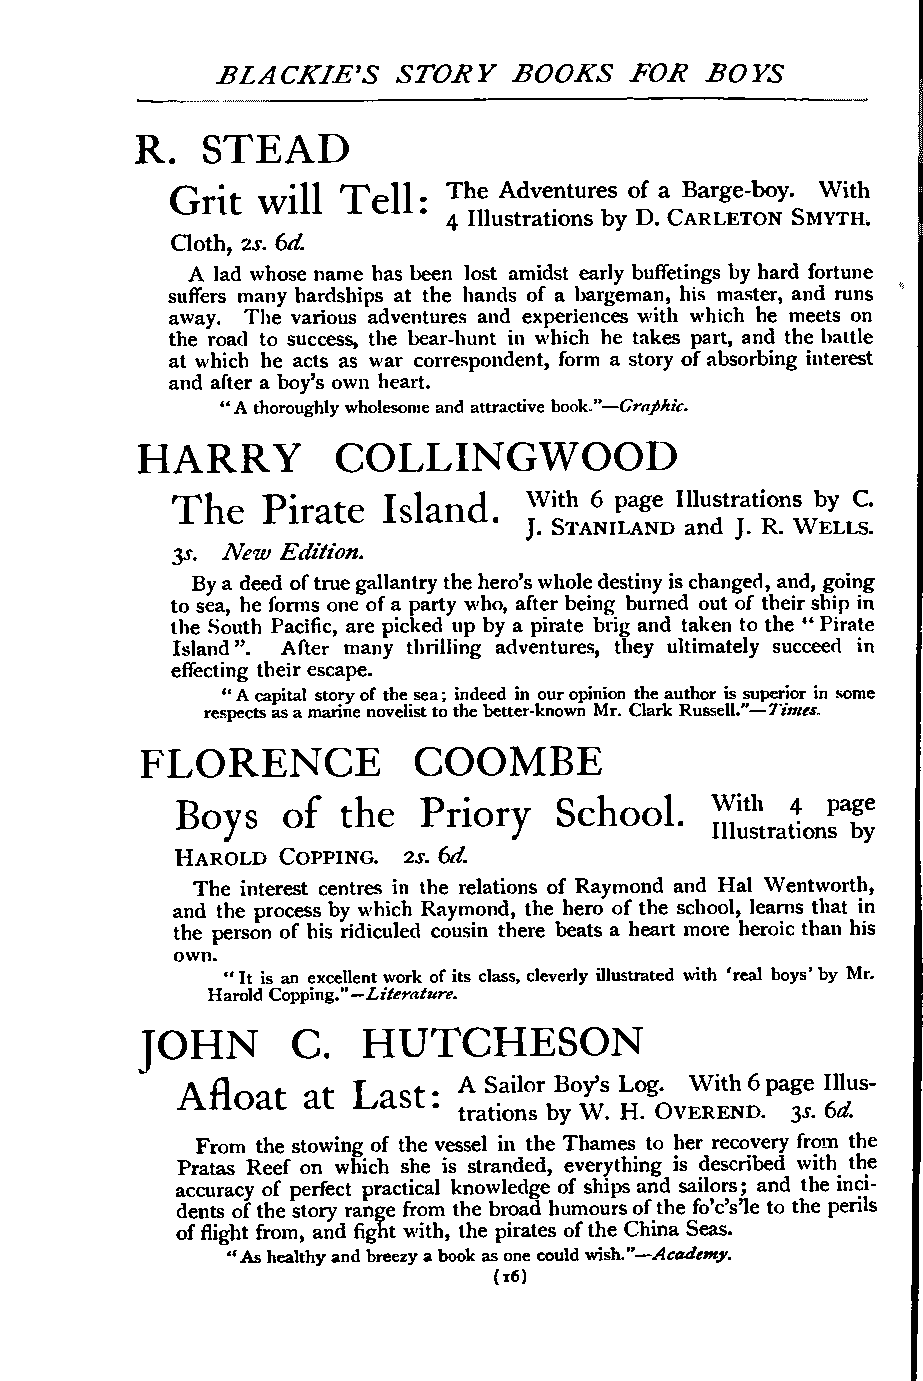 BLACKIE'S STORY BOOKS FOR BOYS
R. STEAD
Grit will Tell: The Adventures of a Barge-boy. With
4 Illustrations by D. CARLETON SMYTH.
Cloth, 2s. 6d.
A lad whose name has been lost amidst early buffetings by hard fortune
suffers many hardships at the hands of a bargeman, his master, and runs
away. The various adventures and experiences with which he meets on
the road to success, the bear-hunt in which he takes part, and the battle
at which he acts as war correspondent, form a story of absorbing interest
and after a boy's own heart.
"A thoroughly wholesome and attractive book."—Graphic.
HARRY COLLINGWOOD
The Pirate Island. With 6 page Illustrations by C.
J. STANILAND and J. R. WELLS.
3s. New Edition.
By a deed of true gallantry the hero's whole destiny is changed, and, going
to sea, he forms one of a party who, after being burned out of their ship in
the South Pacific, are picked up by a pirate brig and taken to the "Pirate
Island". After many thrilling adventures, they ultimately succeed in
effecting their escape.
"A capital story of the sea; indeed in our opinion the author is superior in some
respects as a marine novelist to the better-known Mr. Clark Russell."—Times.
FLORENCE COOMBE
Boys of the Priory School. With 4 page
Illustrations by
HAROLD COPPING. 2s. 6d.
The interest centres in the relations of Raymond and Hal Wentworth,
and the process by which Raymond, the hero of the school, learns that in
the person of his ridiculed cousin there beats a heart more heroic than his
own.
"It is an excellent work of its class, cleverly illustrated with 'real boys' by Mr.
Harold Copping."—Literature.
JOHN C. HUTCHESON
Afloat at Last: A Sailor Boy's Log. With 6 page Illus-
trations by W. H. OVEREND. 3s. 6d.
From the stowing of the vessel in the Thames to her recovery from the
Pratas Reef on which she is stranded, everything is described with the
accuracy of perfect practical knowledge of ships and sailors; and the inci-
dents of the story range from the broad humours of the fo'c's'le to the perils
of flight from, and fight with, the pirates of the China Seas.
"As healthy and breezy a book as one could wish."—Academy.
(16)